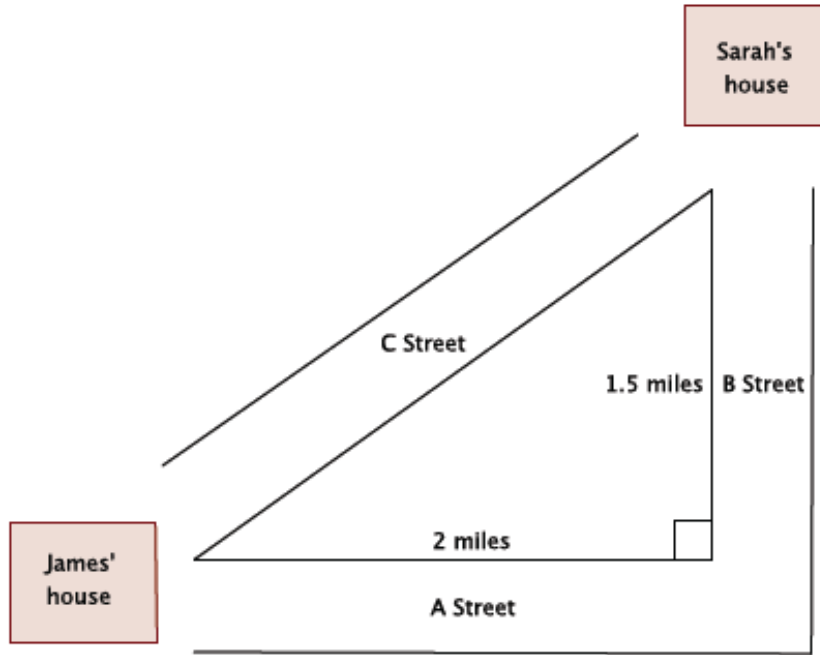 Sarah's
house
C Street
1.5 miles
B Street
2 miles
James'
house
A Street